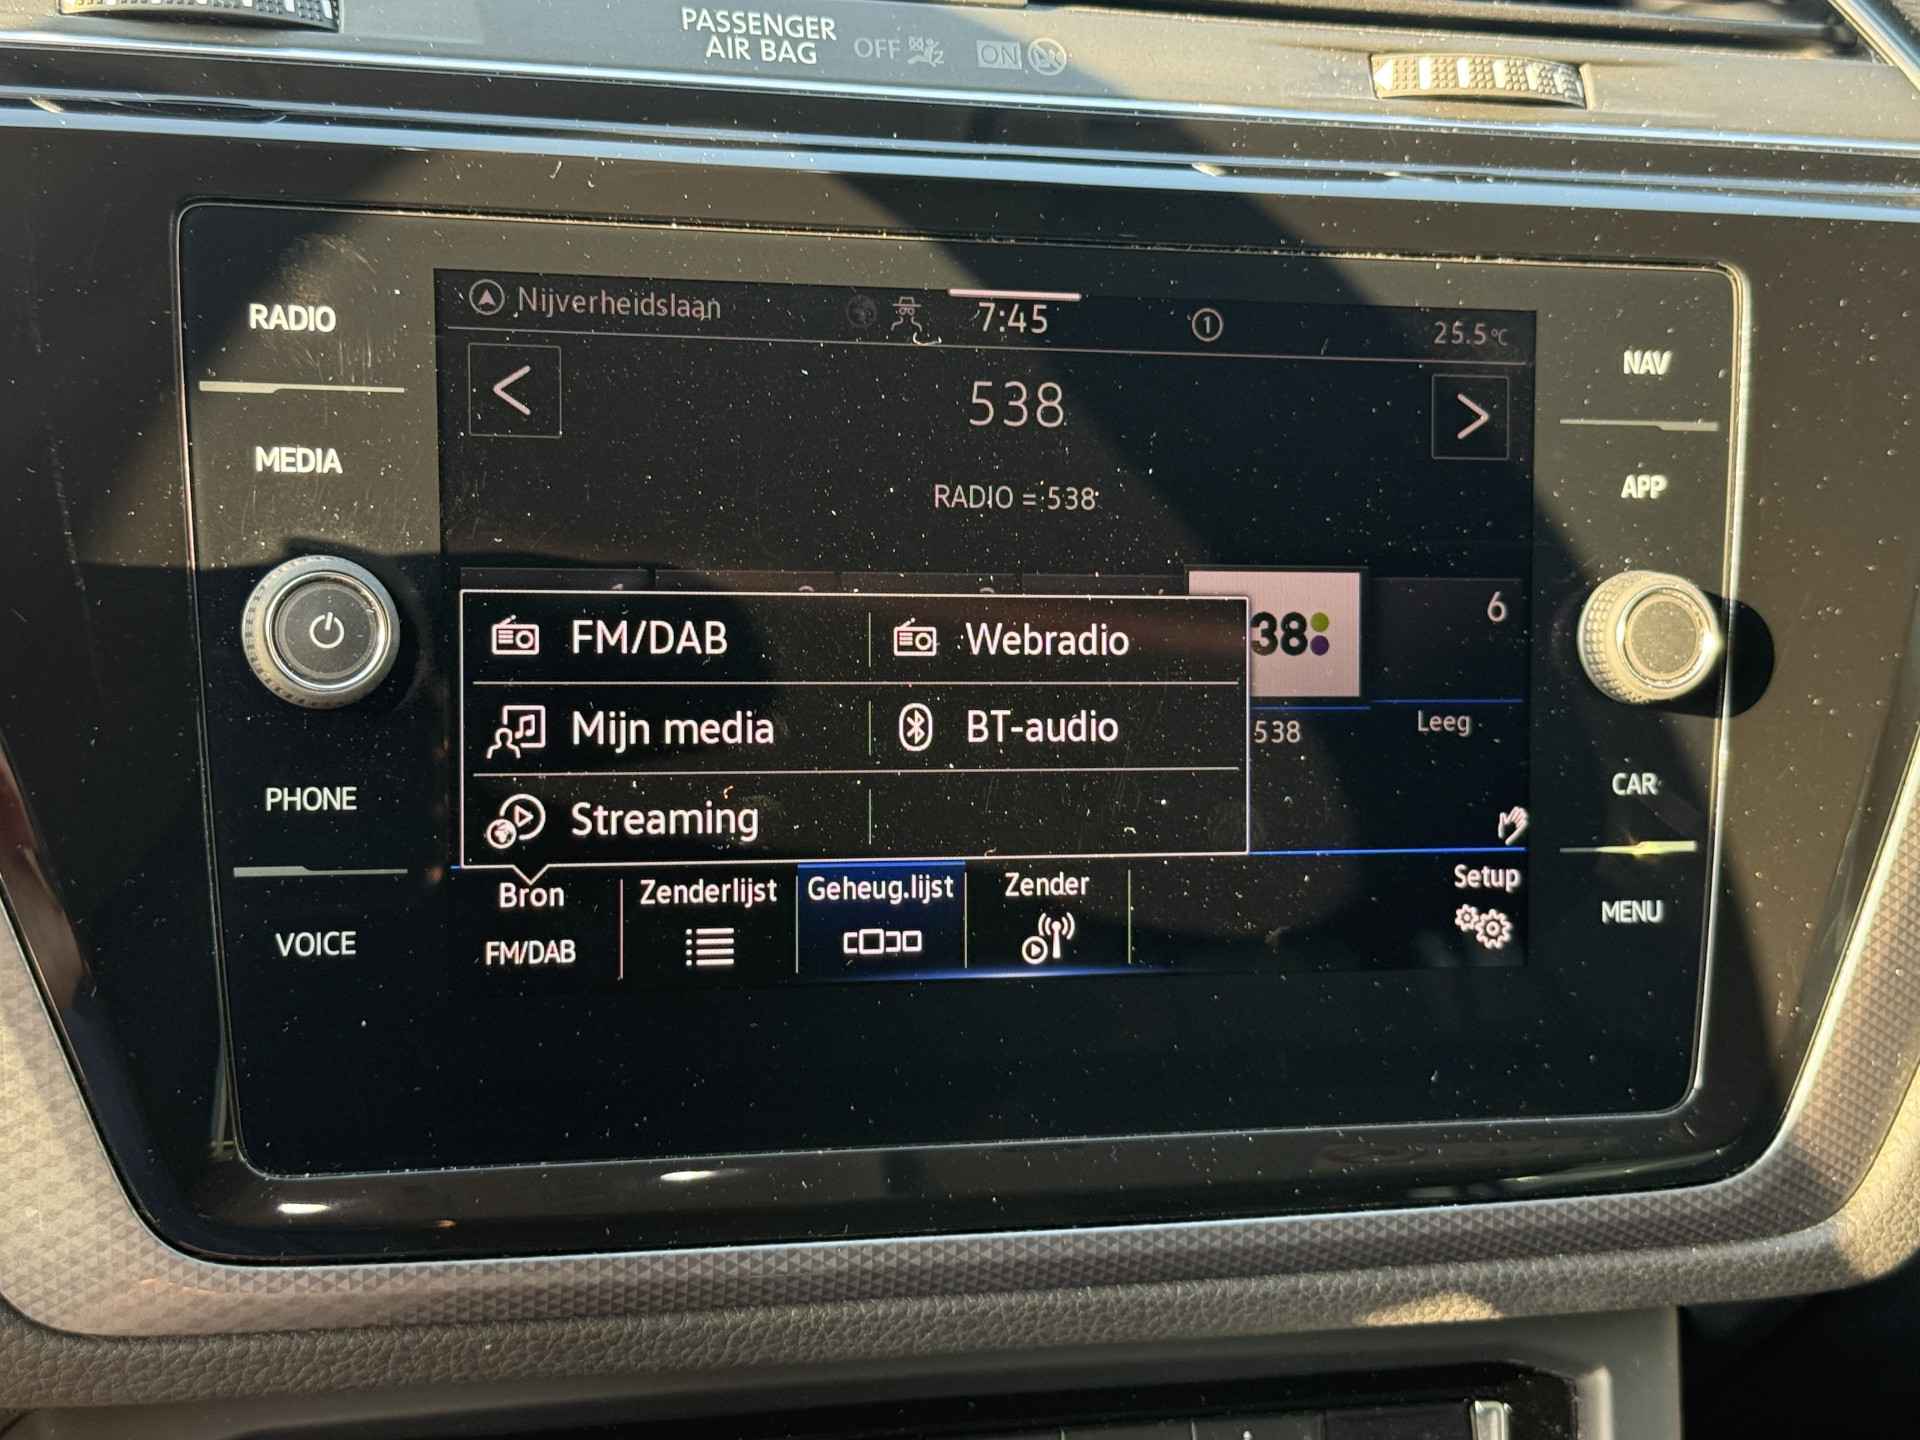 PASSENGER
AIR BAG
OFF
ON
RADIO
MEDIA
PHONE
VOICE
Nijverheidslaan
7:45
1
25.5°C
538
RADIO = 538
6
FM/DAB
Webradio
38
Mijn media
BT-audio
538
Leeg
Streaming
Bron
FM/DAB
Zenderlijst
Geheug.lijst
Zender
Setup
NAV
APP
CAR
MENU